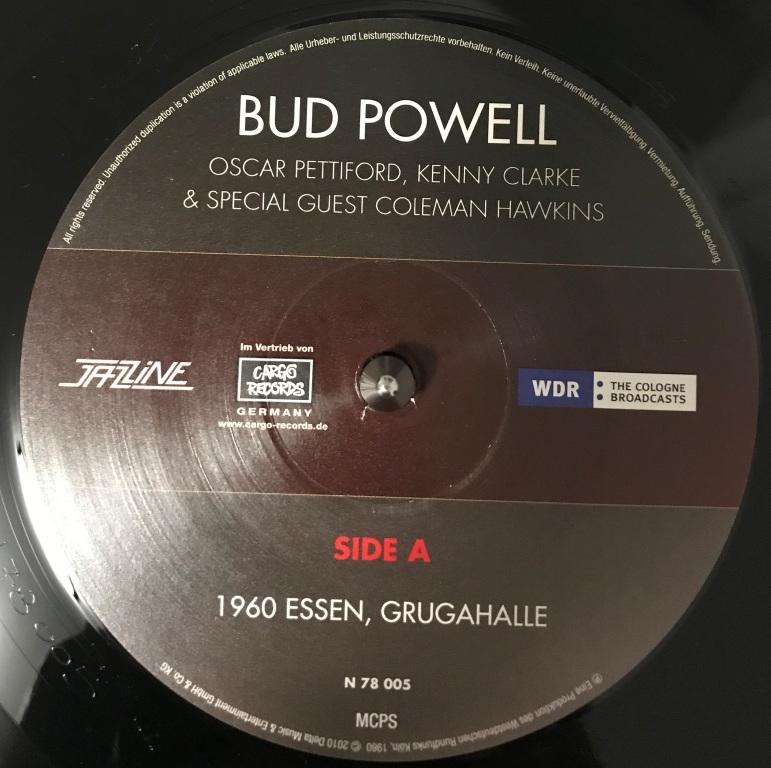 All rights reserved. Unauthorized duplication is a violation of applicable laws. Alle Urheber- und Leistungsschutzrechte vorbehalten. Kein Verleih. Keine unerlaubte Vervielfältigung, Vermietung, Aufführung, Sendung.
BUD POWELL
OSCAR PETTIFORD, KENNY CLARKE
& SPECIAL GUEST COLEMAN HAWKINS
JAZZLINE
Im Vertrieb von
CARGO
RECORDS
GERMANY
www.cargo-records.de
WDR : THE COLOGNE
BROADCASTS
SIDE A
1960 ESSEN, GRUGAHALLE
N 78 005
MCPS
℗ Eine Produktion des Westdeutschen Rundfunks Köln, 1960 © 2010 Delta Music & Entertainment GmbH & Co. KG